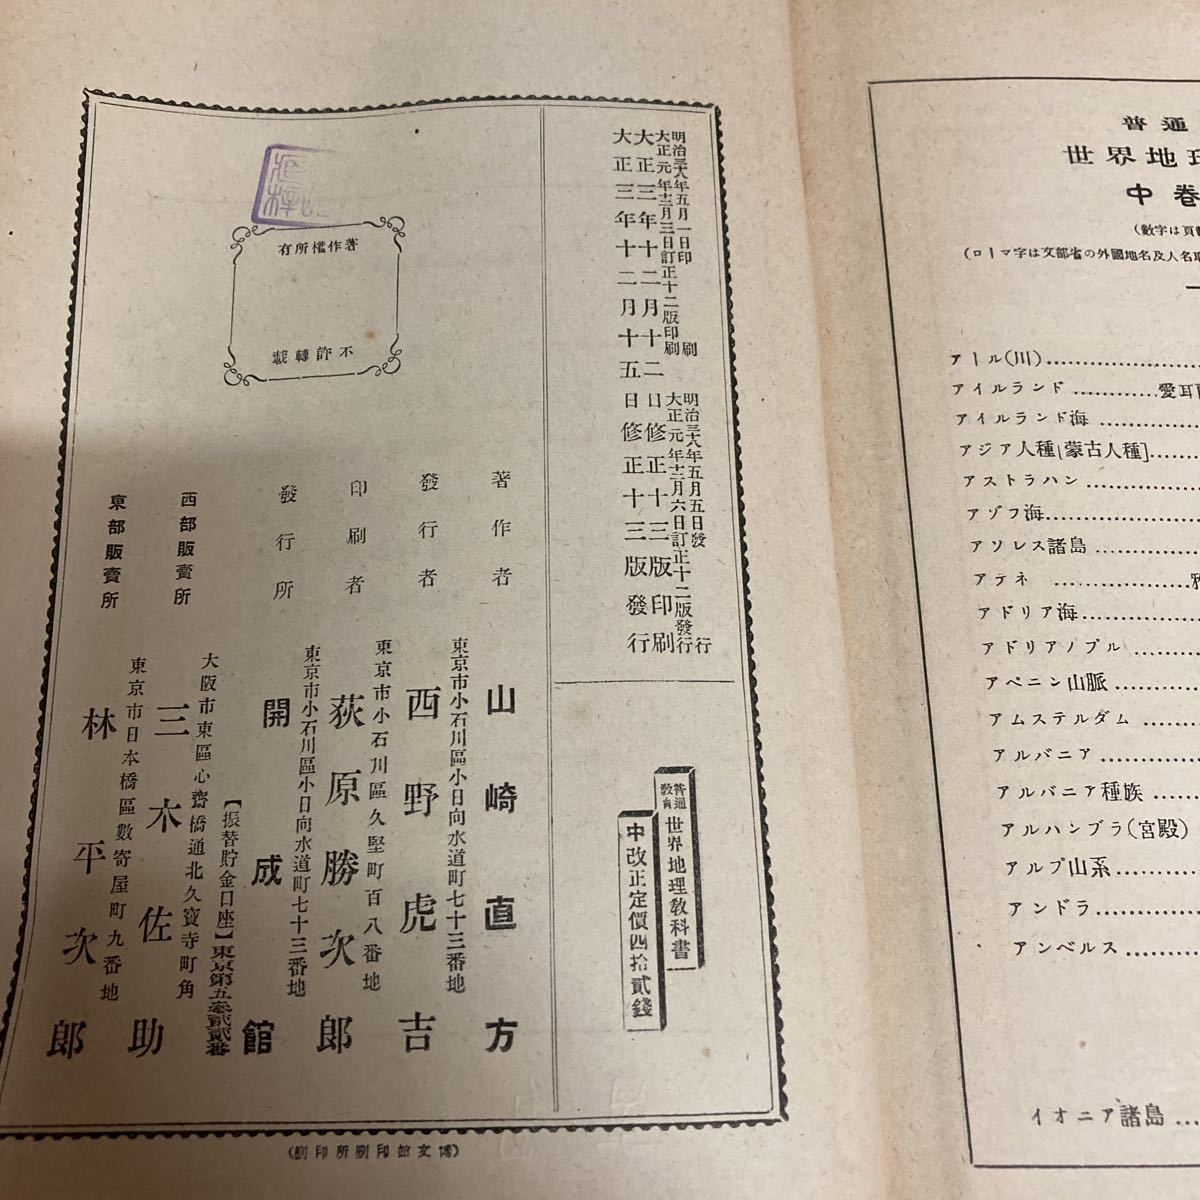 明治三十八年五月一日印刷
明治三十八年五月五日發行
大正元年十二月三日訂正十二版印刷
大正元年十二月六日訂正十二版發行
大正三年十二月十二日修正十三版印刷
大正三年十二月十五日修正十三版發行
普通教育 世界地理教科書
中 改正定價四拾貳錢
著作權所有
不許轉載
著作者
山崎直方
東京市小石川區小日向水道町七十三番地
發行者
西野虎吉
東京市小石川區久堅町百八番地
印刷者
荻原勝次郎
東京市小石川區小日向水道町七十三番地
發行所
開成館
【振替貯金口座】東京第五參貳貳番
大阪市東區心齋橋通北久寶寺町角
西部販賣所
三木佐助
東京市日本橋區數寄屋町九番地
東部販賣所
林平次郎
(博文館印刷所印刷)
普通
世界地理
中卷
(數字は頁數
(ローマ字は文部省の外國地名及人名取
アール(川)
アイルランド 愛耳
アイルランド海
アジア人種[蒙古人種]
アストラハン
アゾフ海
アソレス諸島
アテネ
アドリア海
アドリアノプル
アペニン山脈
アムステルダム
アルバニア
アルバニア種族
アルハンブラ(宮殿)
アルプ山系
アンドラ
アンベルス
イオニア諸島